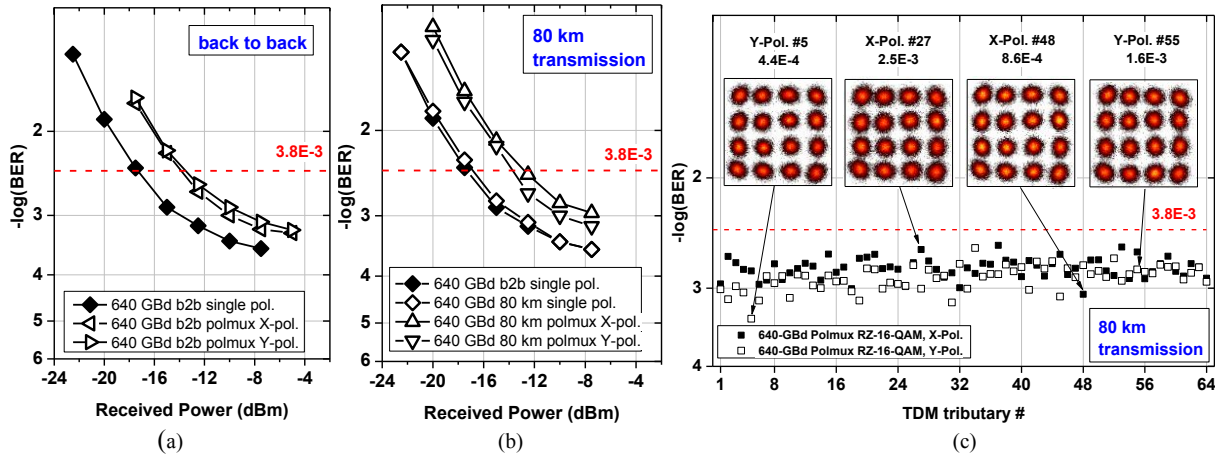 back to back
2
3.8E-3
3
4
5
6
-log(BER)
640 GBd b2b single pol.
640 GBd b2b polmux X-pol.
640 GBd b2b polmux Y-pol.
-24 -20 -16 -12 -8 -4
Received Power (dBm)
(a)
80 km
transmission
2
3.8E-3
3
4
5
6
-log(BER)
640 GBd b2b single pol.
640 GBd 80 km single pol.
640 GBd 80 km polmux X-pol.
640 GBd 80 km polmux Y-pol.
-24 -20 -16 -12 -8 -4
Received Power (dBm)
(b)
Y-Pol. #5
4.4E-4
X-Pol. #27
2.5E-3
X-Pol. #48
8.6E-4
Y-Pol. #55
1.6E-3
2
3.8E-3
3
4
-log(BER)
640-GBd Polmux RZ-16-QAM, X-Pol.
640-GBd Polmux RZ-16-QAM, Y-Pol.
80 km
transmission
1 8 16 24 32 40 48 56 64
TDM tributary #
(c)